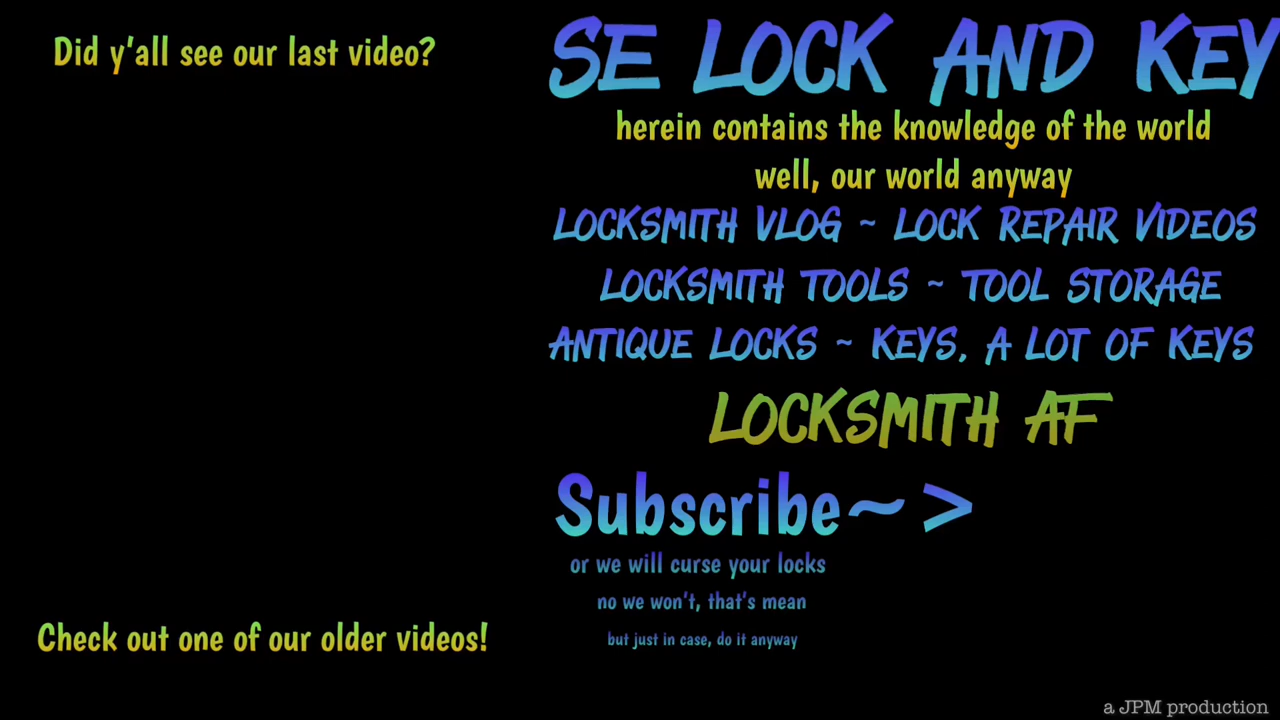 Did y'all see our last video?
SE LOCK AND KEY
herein contains the knowledge of the world
well, our world anyway
LOCKSMITH VLOG ~ LOCK REPAIR VIDEOS
LOCKSMITH TOOLS ~ TOOL STORAGE
ANTIQUE LOCKS ~ KEYS, A LOT OF KEYS
LOCKSMITH AF
Subscribe~>
or we will curse your locks
no we won't, that's mean
but just in case, do it anyway
Check out one of our older videos!
a JPM production